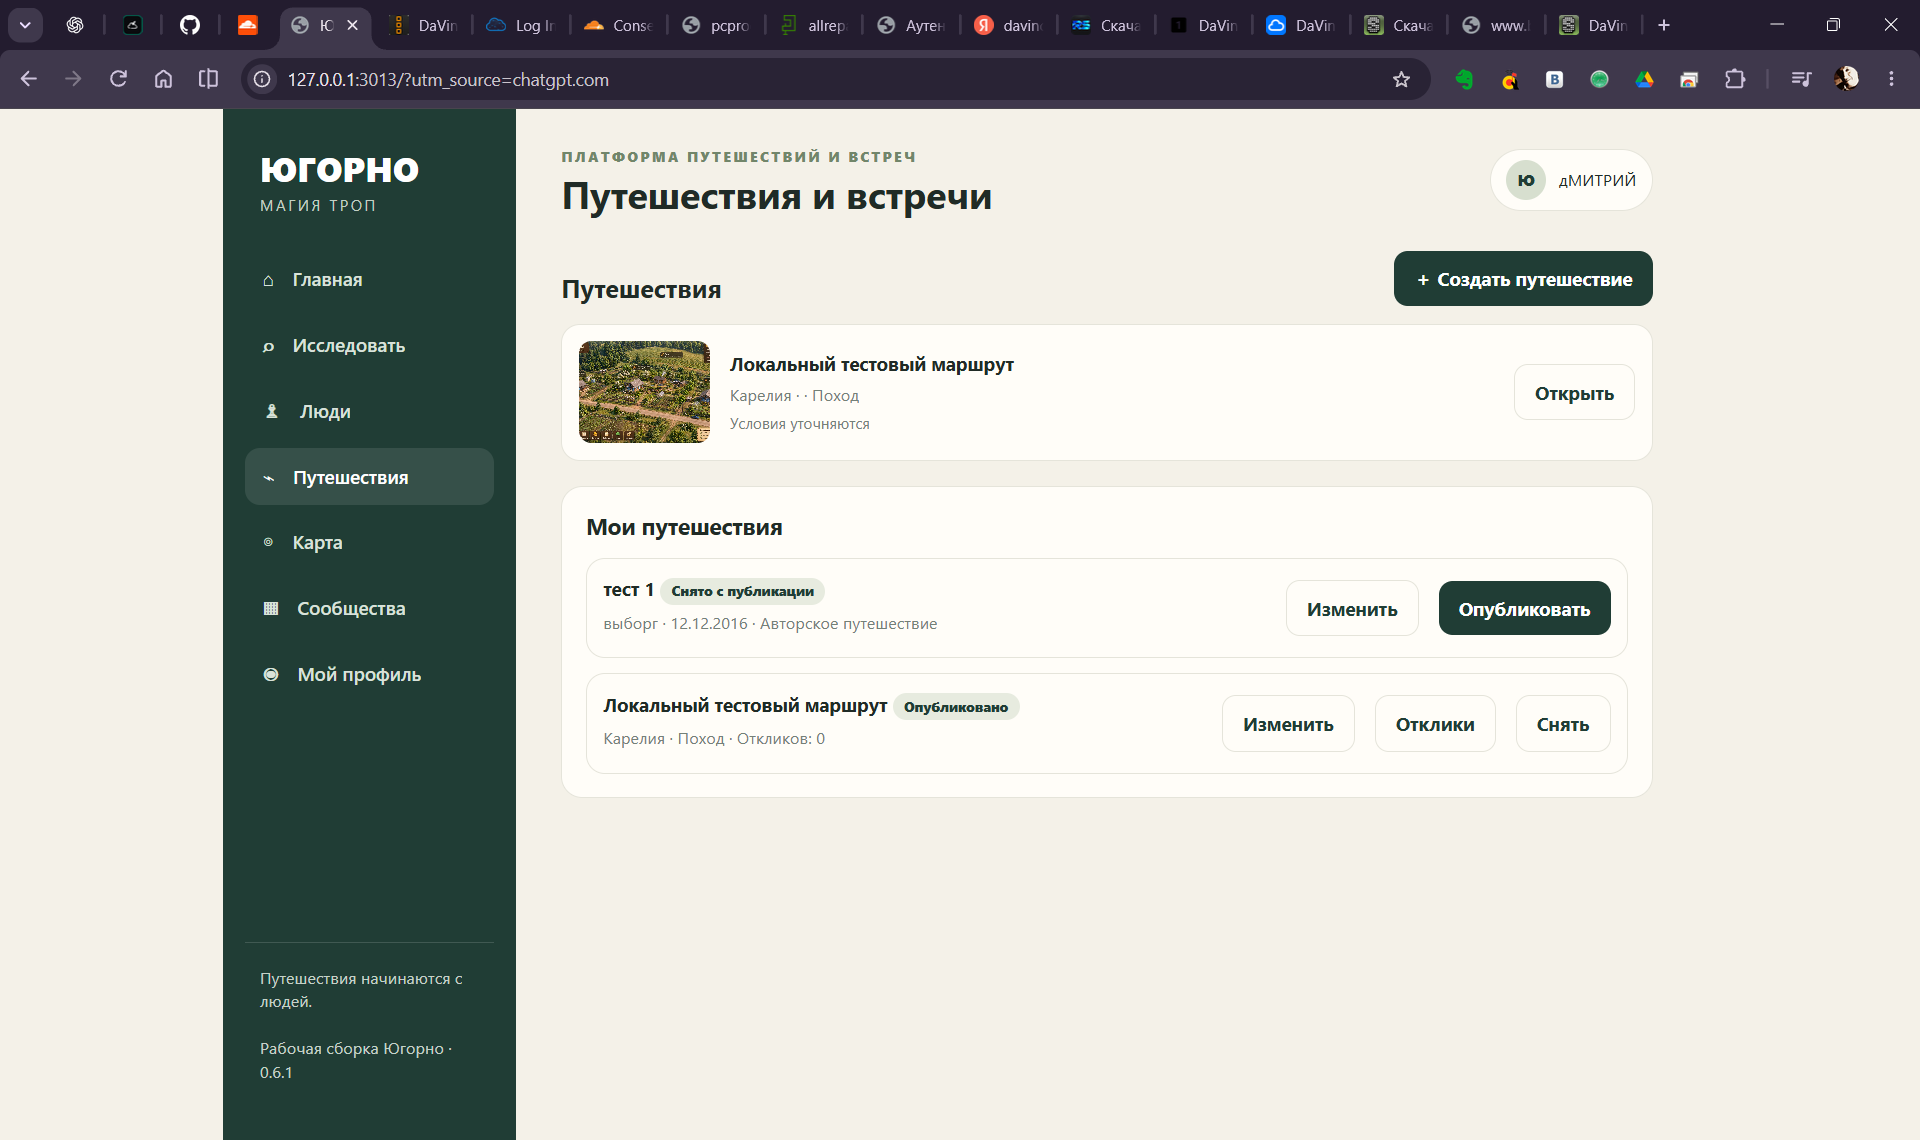 Ю
DaVin
Log In
Conse
pcpro
allrep
Аутен
davinc
Скача
DaVin
DaVin
Скача
www.
DaVin
127.0.0.1:3013/?utm_source=chatgpt.com
ЮГОРНО
МАГИЯ ТРОП
Главная
Исследовать
Люди
Путешествия
Карта
Сообщества
Мой профиль
Путешествия начинаются с
людей.
Рабочая сборка Югорно ·
0.6.1
ПЛАТФОРМА ПУТЕШЕСТВИЙ И ВСТРЕЧ
Путешествия и встречи
Ю дМИТРИЙ
Путешествия
+ Создать путешествие
Локальный тестовый маршрут
Карелия · · Поход
Условия уточняются
Открыть
Мои путешествия
тест 1 Снято с публикации
выборг · 12.12.2016 · Авторское путешествие
Изменить Опубликовать
Локальный тестовый маршрут Опубликовано
Карелия · Поход · Откликов: 0
Изменить Отклики Снять